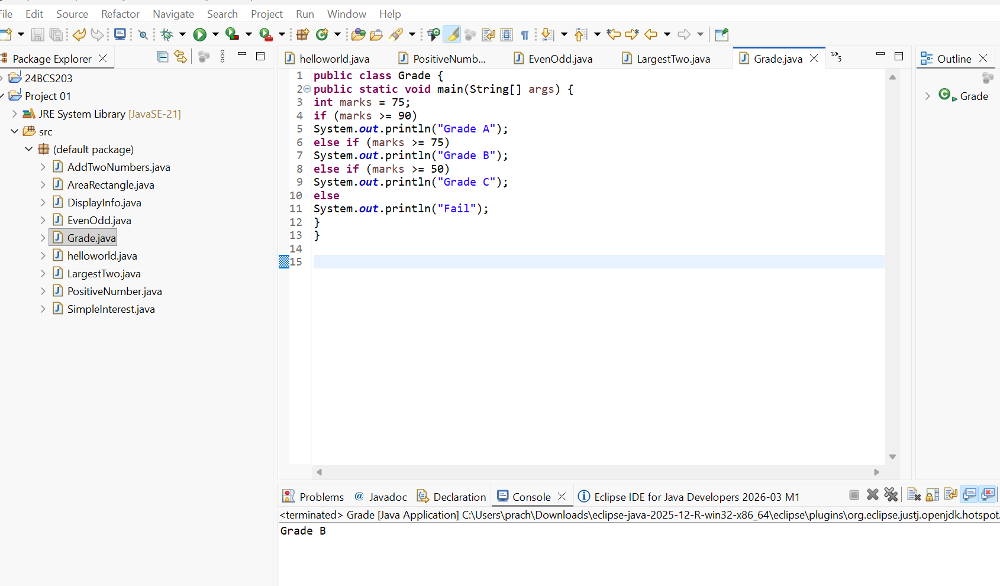 File Edit Source Refactor Navigate Search Project Run Window Help
Package Explorer
24BCS203
Project 01
JRE System Library [JavaSE-21]
src
(default package)
AddTwoNumbers.java
AreaRectangle.java
DisplayInfo.java
EvenOdd.java
Grade.java
helloworld.java
LargestTwo.java
PositiveNumber.java
SimpleInterest.java
helloworld.java PositiveNumb... EvenOdd.java LargestTwo.java Grade.java »5
1 public class Grade {
2 public static void main(String[] args) {
3 int marks = 75;
4 if (marks >= 90)
5 System.out.println("Grade A");
6 else if (marks >= 75)
7 System.out.println("Grade B");
8 else if (marks >= 50)
9 System.out.println("Grade C");
10 else
11 System.out.println("Fail");
12 }
13 }
14
15
Outline
Grade
Problems @ Javadoc Declaration Console Eclipse IDE for Java Developers 2026-03 M1
<terminated> Grade [Java Application] C:\Users\prach\Downloads\eclipse-java-2025-12-R-win32-x86_64\eclipse\plugins\org.eclipse.justj.openjdk.hotspot.
Grade B